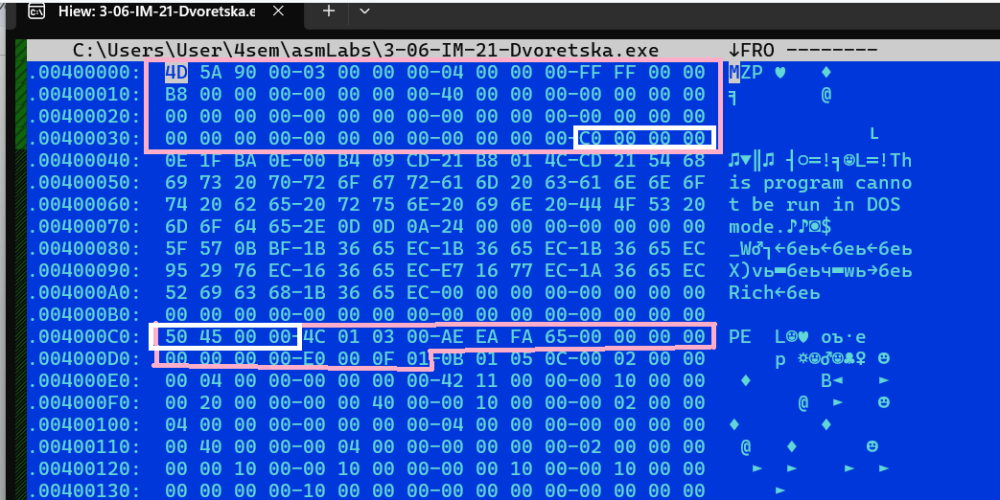 Hiew: 3-06-IM-21-Dvoretska.e
C:\Users\User\4sem\asmLabs\3-06-IM-21-Dvoretska.exe ↓FRO --------
.00400000: 4D 5A 90 00-03 00 00 00-04 00 00 00-FF FF 00 00 MZP ♥ ♦
.00400010: B8 00 00 00-00 00 00 00-40 00 00 00-00 00 00 00 ╕ @
.00400020: 00 00 00 00-00 00 00 00-00 00 00 00-00 00 00 00
.00400030: 00 00 00 00-00 00 00 00-00 00 00 00-C0 00 00 00 └
.00400040: 0E 1F BA 0E-00 B4 09 CD-21 B8 01 4C-CD 21 54 68 ♫▼║♫ ┤○=!╕☺L=!Th
.00400050: 69 73 20 70-72 6F 67 72-61 6D 20 63-61 6E 6E 6F is program canno
.00400060: 74 20 62 65-20 72 75 6E-20 69 6E 20-44 4F 53 20 t be run in DOS
.00400070: 6D 6F 64 65-2E 0D 0D 0A-24 00 00 00-00 00 00 00 mode.♪♪◙$
.00400080: 5F 57 0B BF-1B 36 65 EC-1B 36 65 EC-1B 36 65 EC _W♂┐←6eь←6eь←6eь
.00400090: 95 29 76 EC-16 36 65 EC-E7 16 77 EC-1A 36 65 EC Х)vь▬6eьч▬wь→6eь
.004000A0: 52 69 63 68-1B 36 65 EC-00 00 00 00-00 00 00 00 Rich←6eь
.004000B0: 00 00 00 00-00 00 00 00-00 00 00 00-00 00 00 00
.004000C0: 50 45 00 00-4C 01 03 00-AE EA FA 65-00 00 00 00 PE L☺♥ оъ·e
.004000D0: 00 00 00 00-E0 00 0F 01-0B 01 05 0C-00 02 00 00 р ☼☺♂☺♣♀ ☻
.004000E0: 00 04 00 00-00 00 00 00-42 11 00 00-00 10 00 00 ♦ B◄ ►
.004000F0: 00 20 00 00-00 00 40 00-00 10 00 00-00 02 00 00 @ ► ☻
.00400100: 04 00 00 00-00 00 00 00-04 00 00 00-00 00 00 00 ♦ ♦
.00400110: 00 40 00 00-00 04 00 00-00 00 00 00-02 00 00 00 @ ♦ ☻
.00400120: 00 00 10 00-00 10 00 00-00 00 10 00-00 10 00 00 ► ► ► ►
.00400130: 00 00 00 00-10 00 00 00-00 00 00 00-00 00 00 00 ►